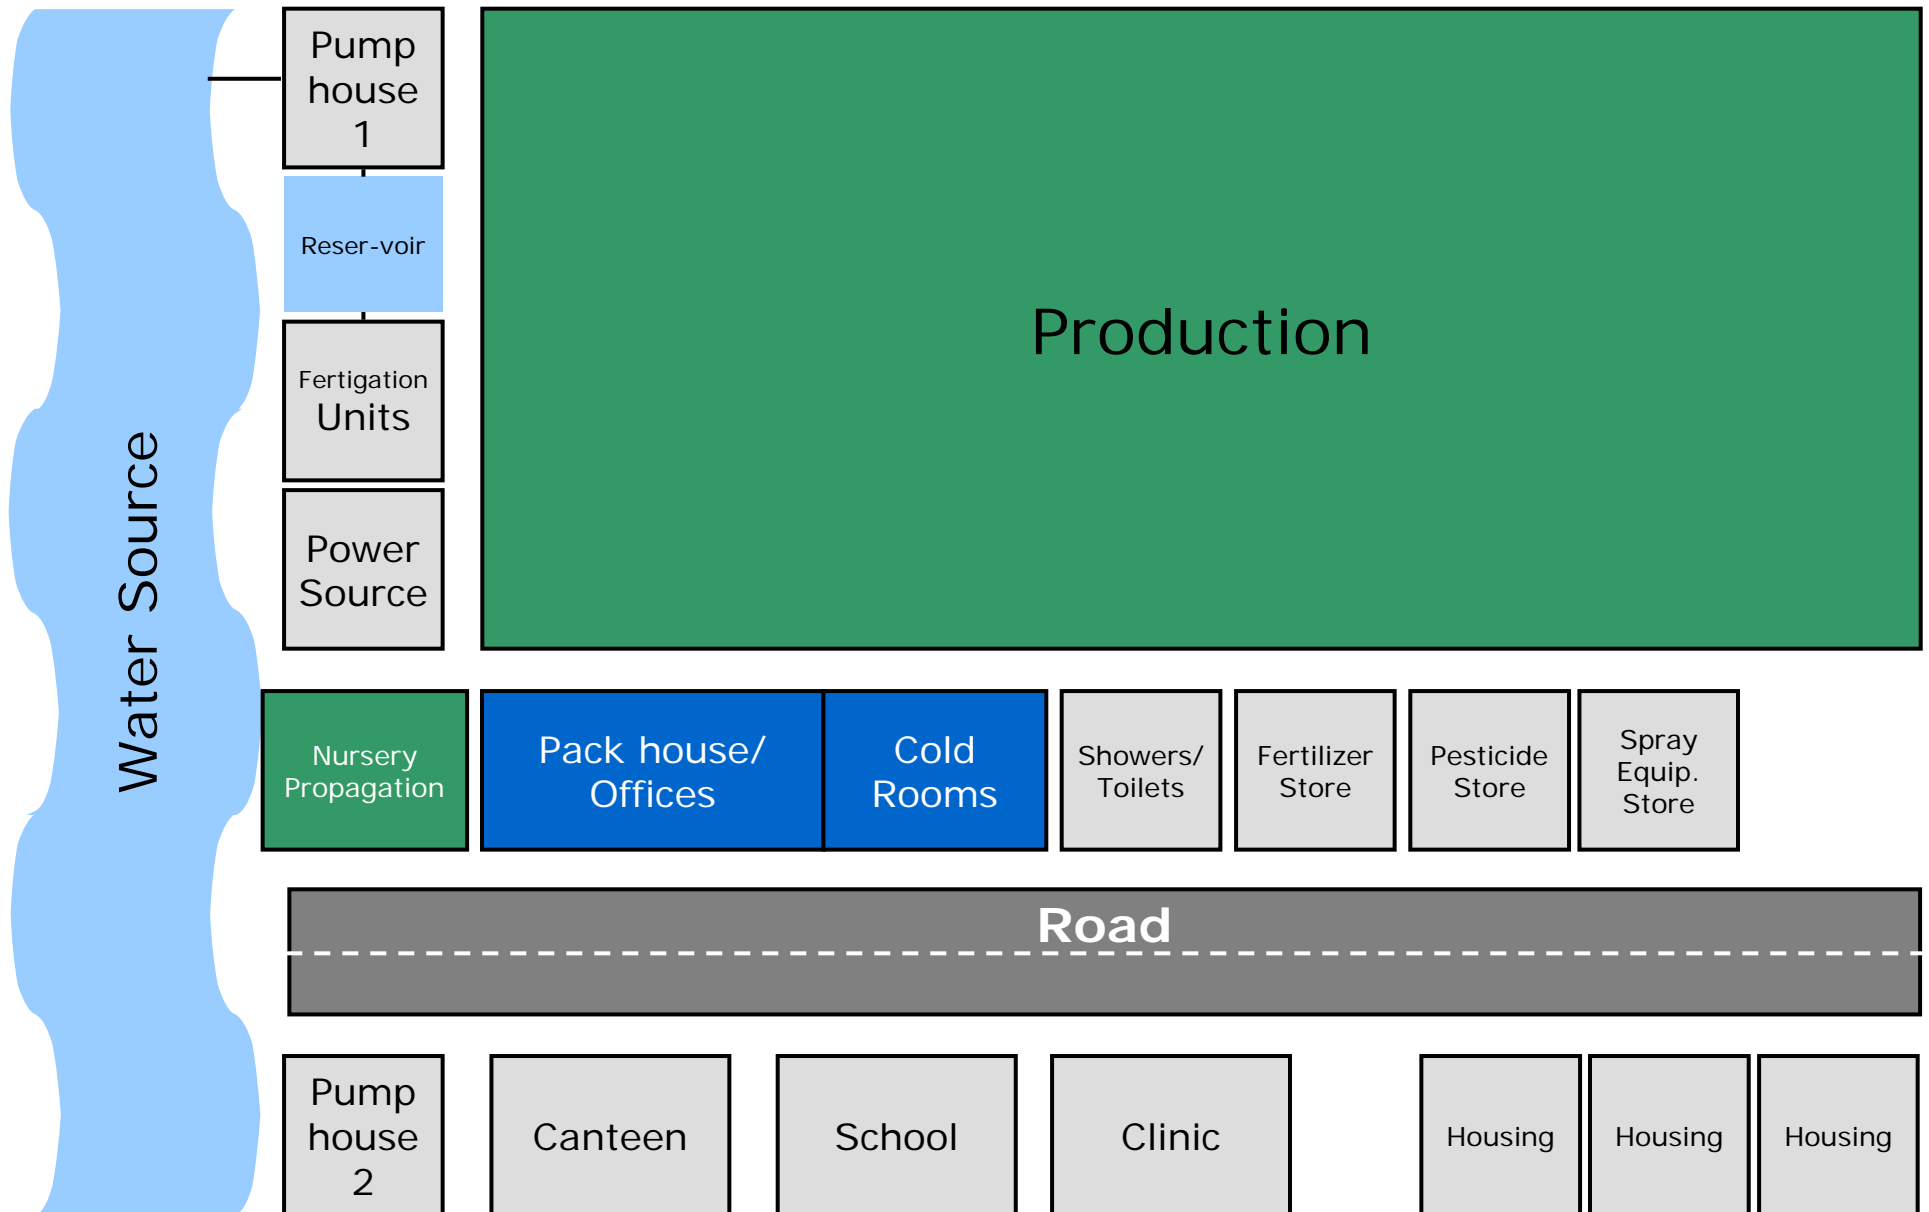 Pump
house
1
Reser-voir
Fertigation
Units
Power
Source
Water Source
Production
Nursery
Propagation
Pack house/
Offices
Cold
Rooms
Showers/
Toilets
Fertilizer
Store
Pesticide
Store
Spray
Equip.
Store
Road
Pump
house
2
Canteen
School
Clinic
Housing
Housing
Housing